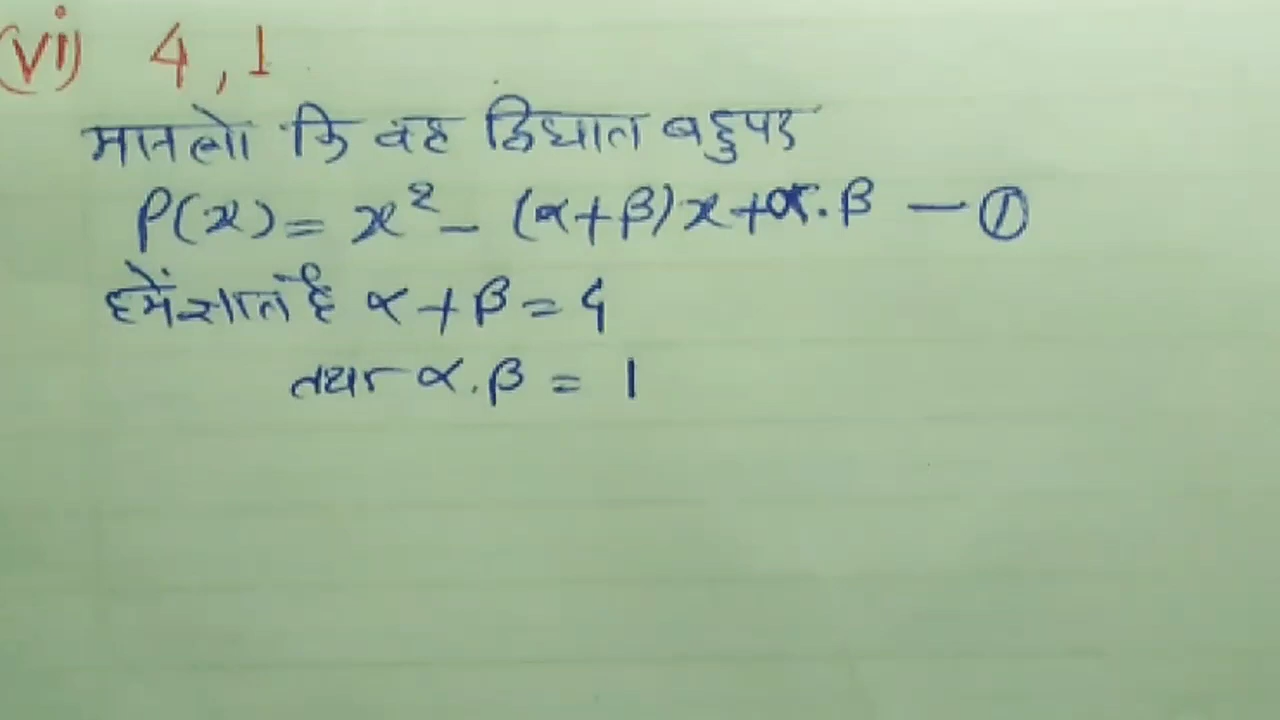 (vi) 4, 1
मानलो कि वह द्विघात बहुपद
P(x) = x² - (α+β)x+α.β — ①
हमें ज्ञात है α + β = 4
तथा α.β = 1